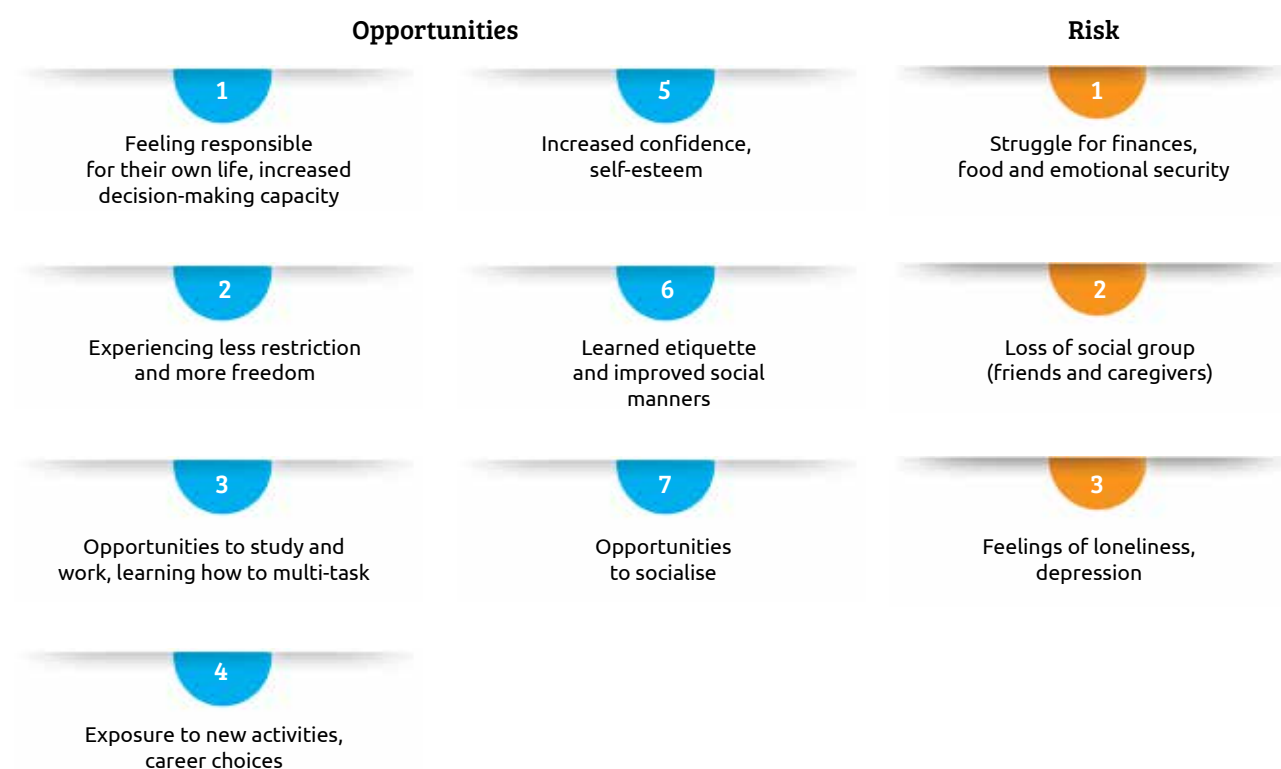 Opportunities
1
Feeling responsible
for their own life, increased
decision-making capacity
2
Experiencing less restriction
and more freedom
3
Opportunities to study and
work, learning how to multi-task
4
Exposure to new activities,
career choices
5
Increased confidence,
self-esteem
6
Learned etiquette
and improved social
manners
7
Opportunities
to socialise
Risk
1
Struggle for finances,
food and emotional security
2
Loss of social group
(friends and caregivers)
3
Feelings of loneliness,
depression